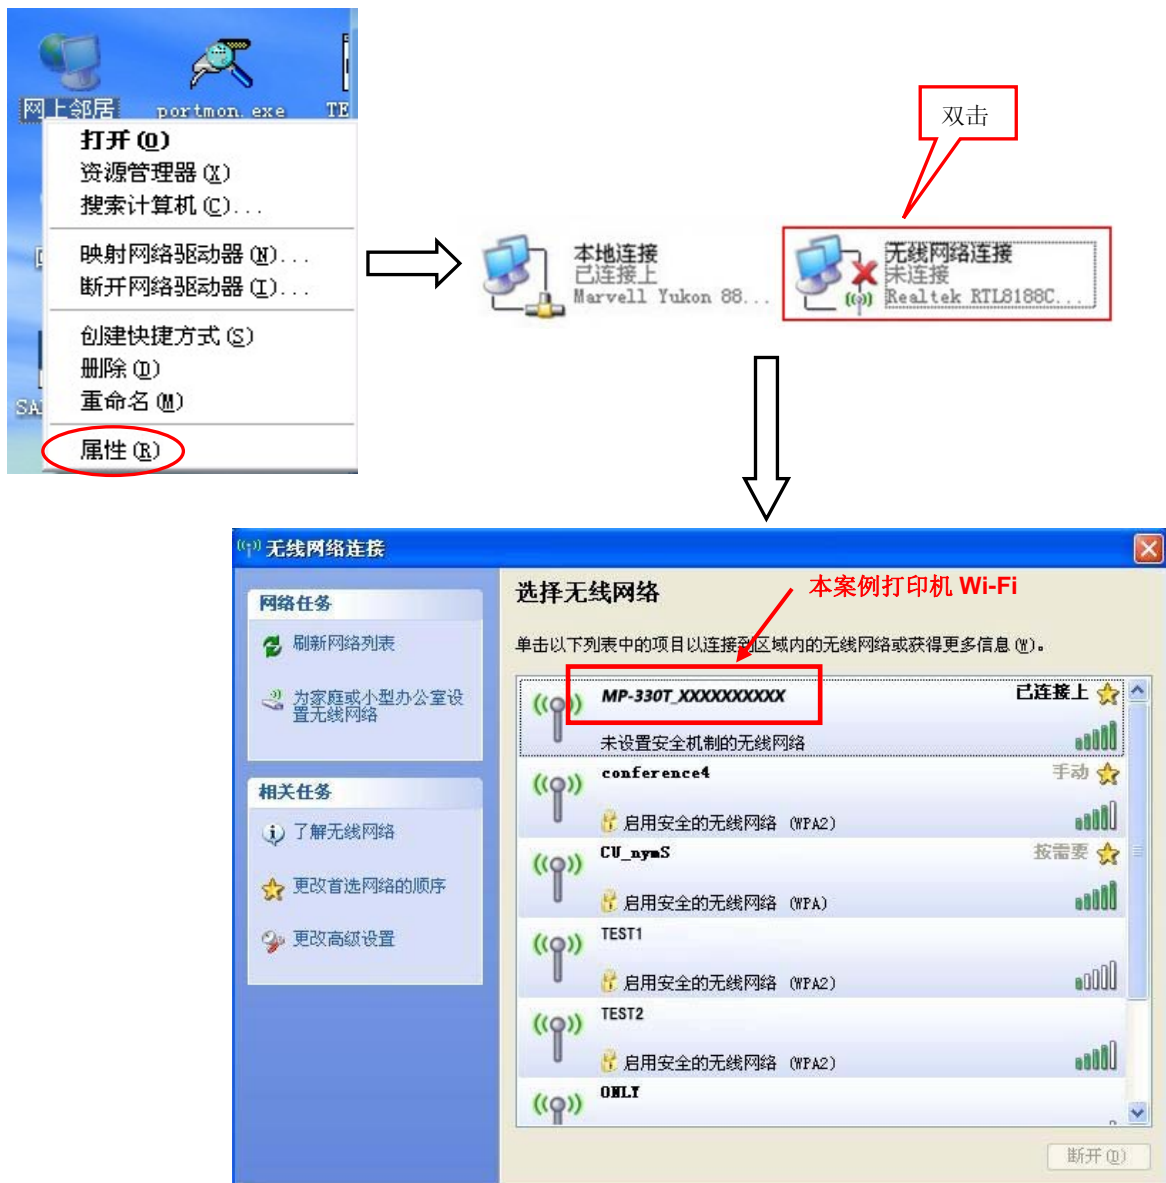 网上邻居
portmon.exe
TE
打开(O)
资源管理器(X)
搜索计算机(C)...
映射网络驱动器(N)...
断开网络驱动器(I)...
创建快捷方式(S)
删除(D)
重命名(M)
SA
属性(R)
双击
本地连接
已连接上
Marvell Yukon 88...
无线网络连接
未连接
Realtek RTL8188C...
无线网络连接
网络任务
刷新网络列表
为家庭或小型办公室设
置无线网络
相关任务
了解无线网络
更改首选网络的顺序
更改高级设置
选择无线网络
本案例打印机 Wi-Fi
单击以下列表中的项目以连接到区域内的无线网络或获得更多信息(W)。
MP-330T_XXXXXXXXXX
已连接上
未设置安全机制的无线网络
conference4
手动
启用安全的无线网络 (WPA2)
CU_nymS
按需要
启用安全的无线网络 (WPA)
TEST1
启用安全的无线网络 (WPA2)
TEST2
启用安全的无线网络 (WPA2)
ONLY
断开(D)